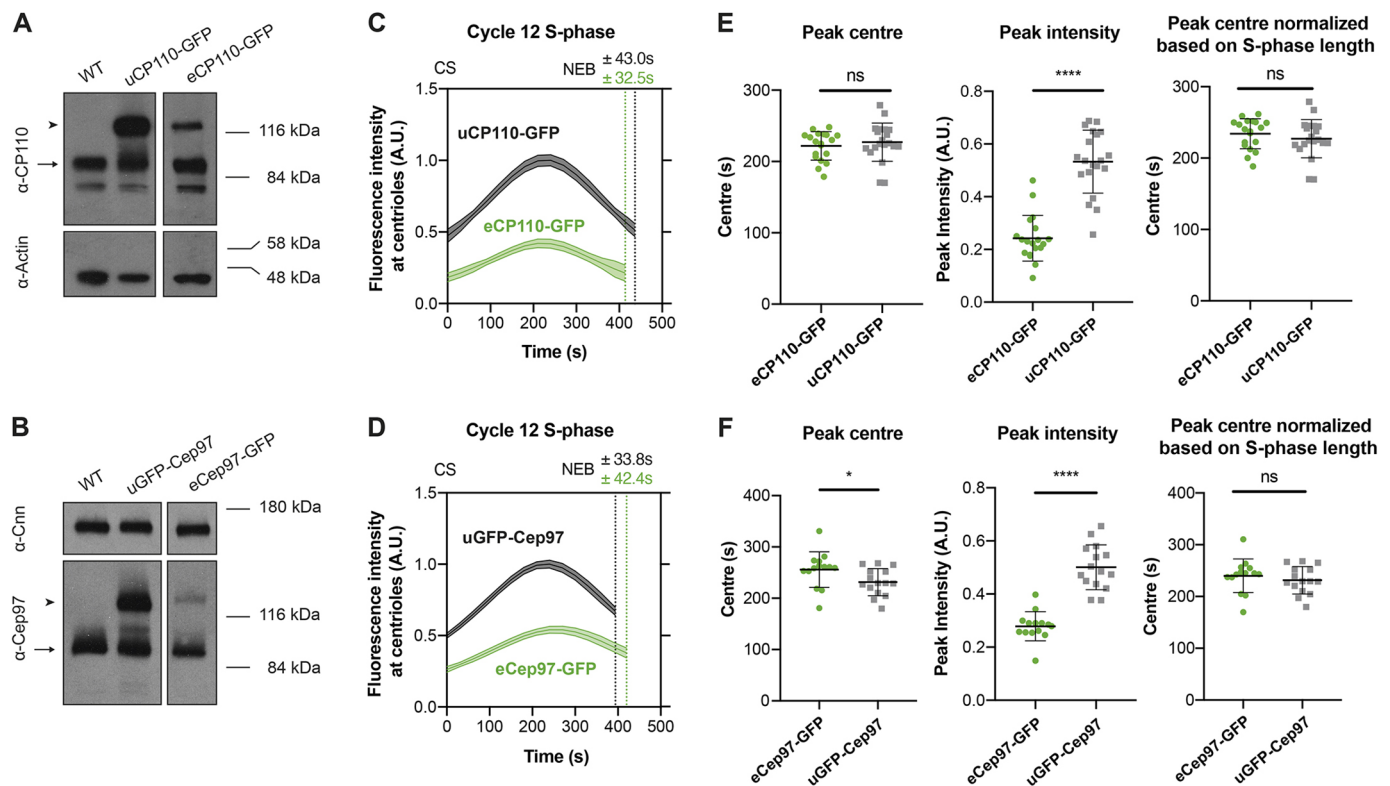 A
WT
uCP110-GFP
eCP110-GFP
α-CP110
116 kDa
84 kDa
α-Actin
58 kDa
48 kDa
B
WT
uGFP-Cep97
eCep97-GFP
α-Cnn
180 kDa
α-Cep97
116 kDa
84 kDa
C
Cycle 12 S-phase
CS
NEB
± 43.0s
± 32.5s
Fluorescence intensity
at centrioles (A.U.)
1.5
1.0
0.5
0.0
uCP110-GFP
eCP110-GFP
0 100 200 300 400 500
Time (s)
D
Cycle 12 S-phase
CS
NEB
± 33.8s
± 42.4s
Fluorescence intensity
at centrioles (A.U.)
1.5
1.0
0.5
0.0
uGFP-Cep97
eCep97-GFP
0 100 200 300 400 500
Time (s)
E
Peak centre
ns
Centre (s)
300
200
100
0
eCP110-GFP
uCP110-GFP
Peak intensity
****
Peak Intensity (A.U.)
0.8
0.6
0.4
0.2
0.0
eCP110-GFP
uCP110-GFP
Peak centre normalized
based on S-phase length
ns
Centre (s)
300
200
100
0
eCP110-GFP
uCP110-GFP
F
Peak centre
*
Centre (s)
400
300
200
100
0
eCep97-GFP
uGFP-Cep97
Peak intensity
****
Peak Intensity (A.U.)
0.8
0.6
0.4
0.2
0.0
eCep97-GFP
uGFP-Cep97
Peak centre normalized
based on S-phase length
ns
Centre (s)
400
300
200
100
0
eCep97-GFP
uGFP-Cep97